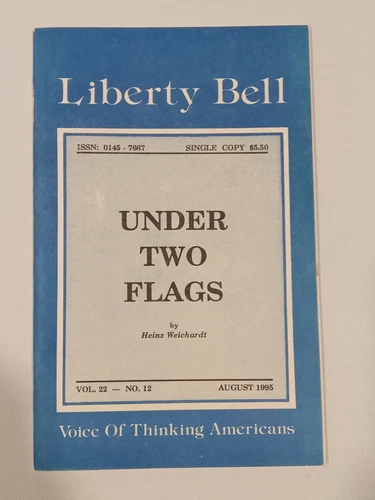 Liberty Bell
ISSN: 0145 - 7667 SINGLE COPY $5.50
UNDER
TWO
FLAGS
by
Heinz Weichardt
VOL. 22 — NO. 12 AUGUST 1995
Voice Of Thinking Americans